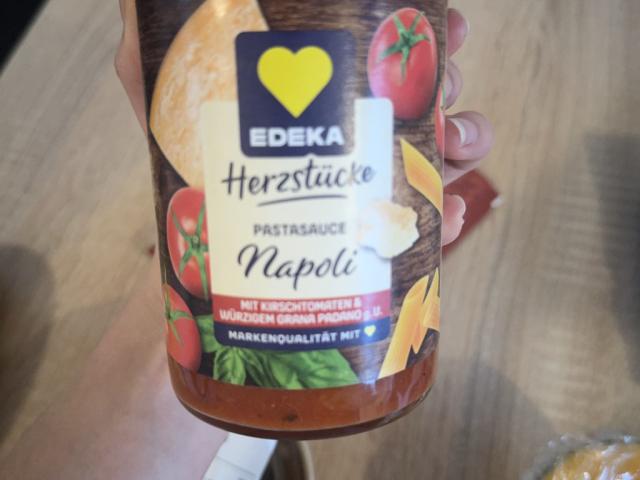 EDEKA
Herzstücke
PASTASAUCE
Napoli
MIT KIRSCHTOMATEN &
WÜRZIGEM GRANA PADANO g.U.
MARKENQUALITÄT MIT